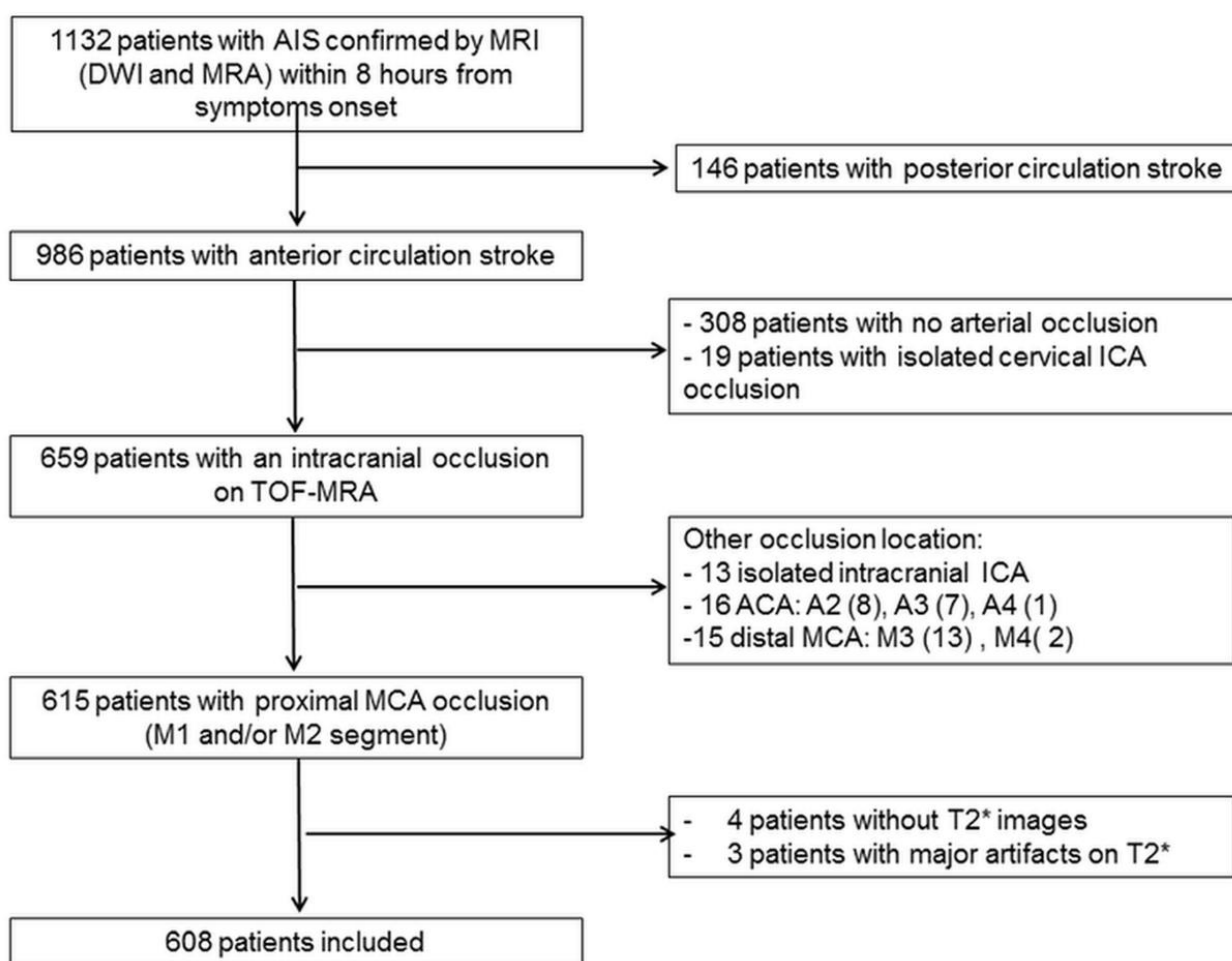 1132 patients with AIS confirmed by MRI
(DWI and MRA) within 8 hours from
symptoms onset
146 patients with posterior circulation stroke
986 patients with anterior circulation stroke
- 308 patients with no arterial occlusion
- 19 patients with isolated cervical ICA
occlusion
659 patients with an intracranial occlusion
on TOF-MRA
Other occlusion location:
- 13 isolated intracranial ICA
- 16 ACA: A2 (8), A3 (7), A4 (1)
-15 distal MCA: M3 (13) , M4( 2)
615 patients with proximal MCA occlusion
(M1 and/or M2 segment)
- 4 patients without T2* images
- 3 patients with major artifacts on T2*
608 patients included